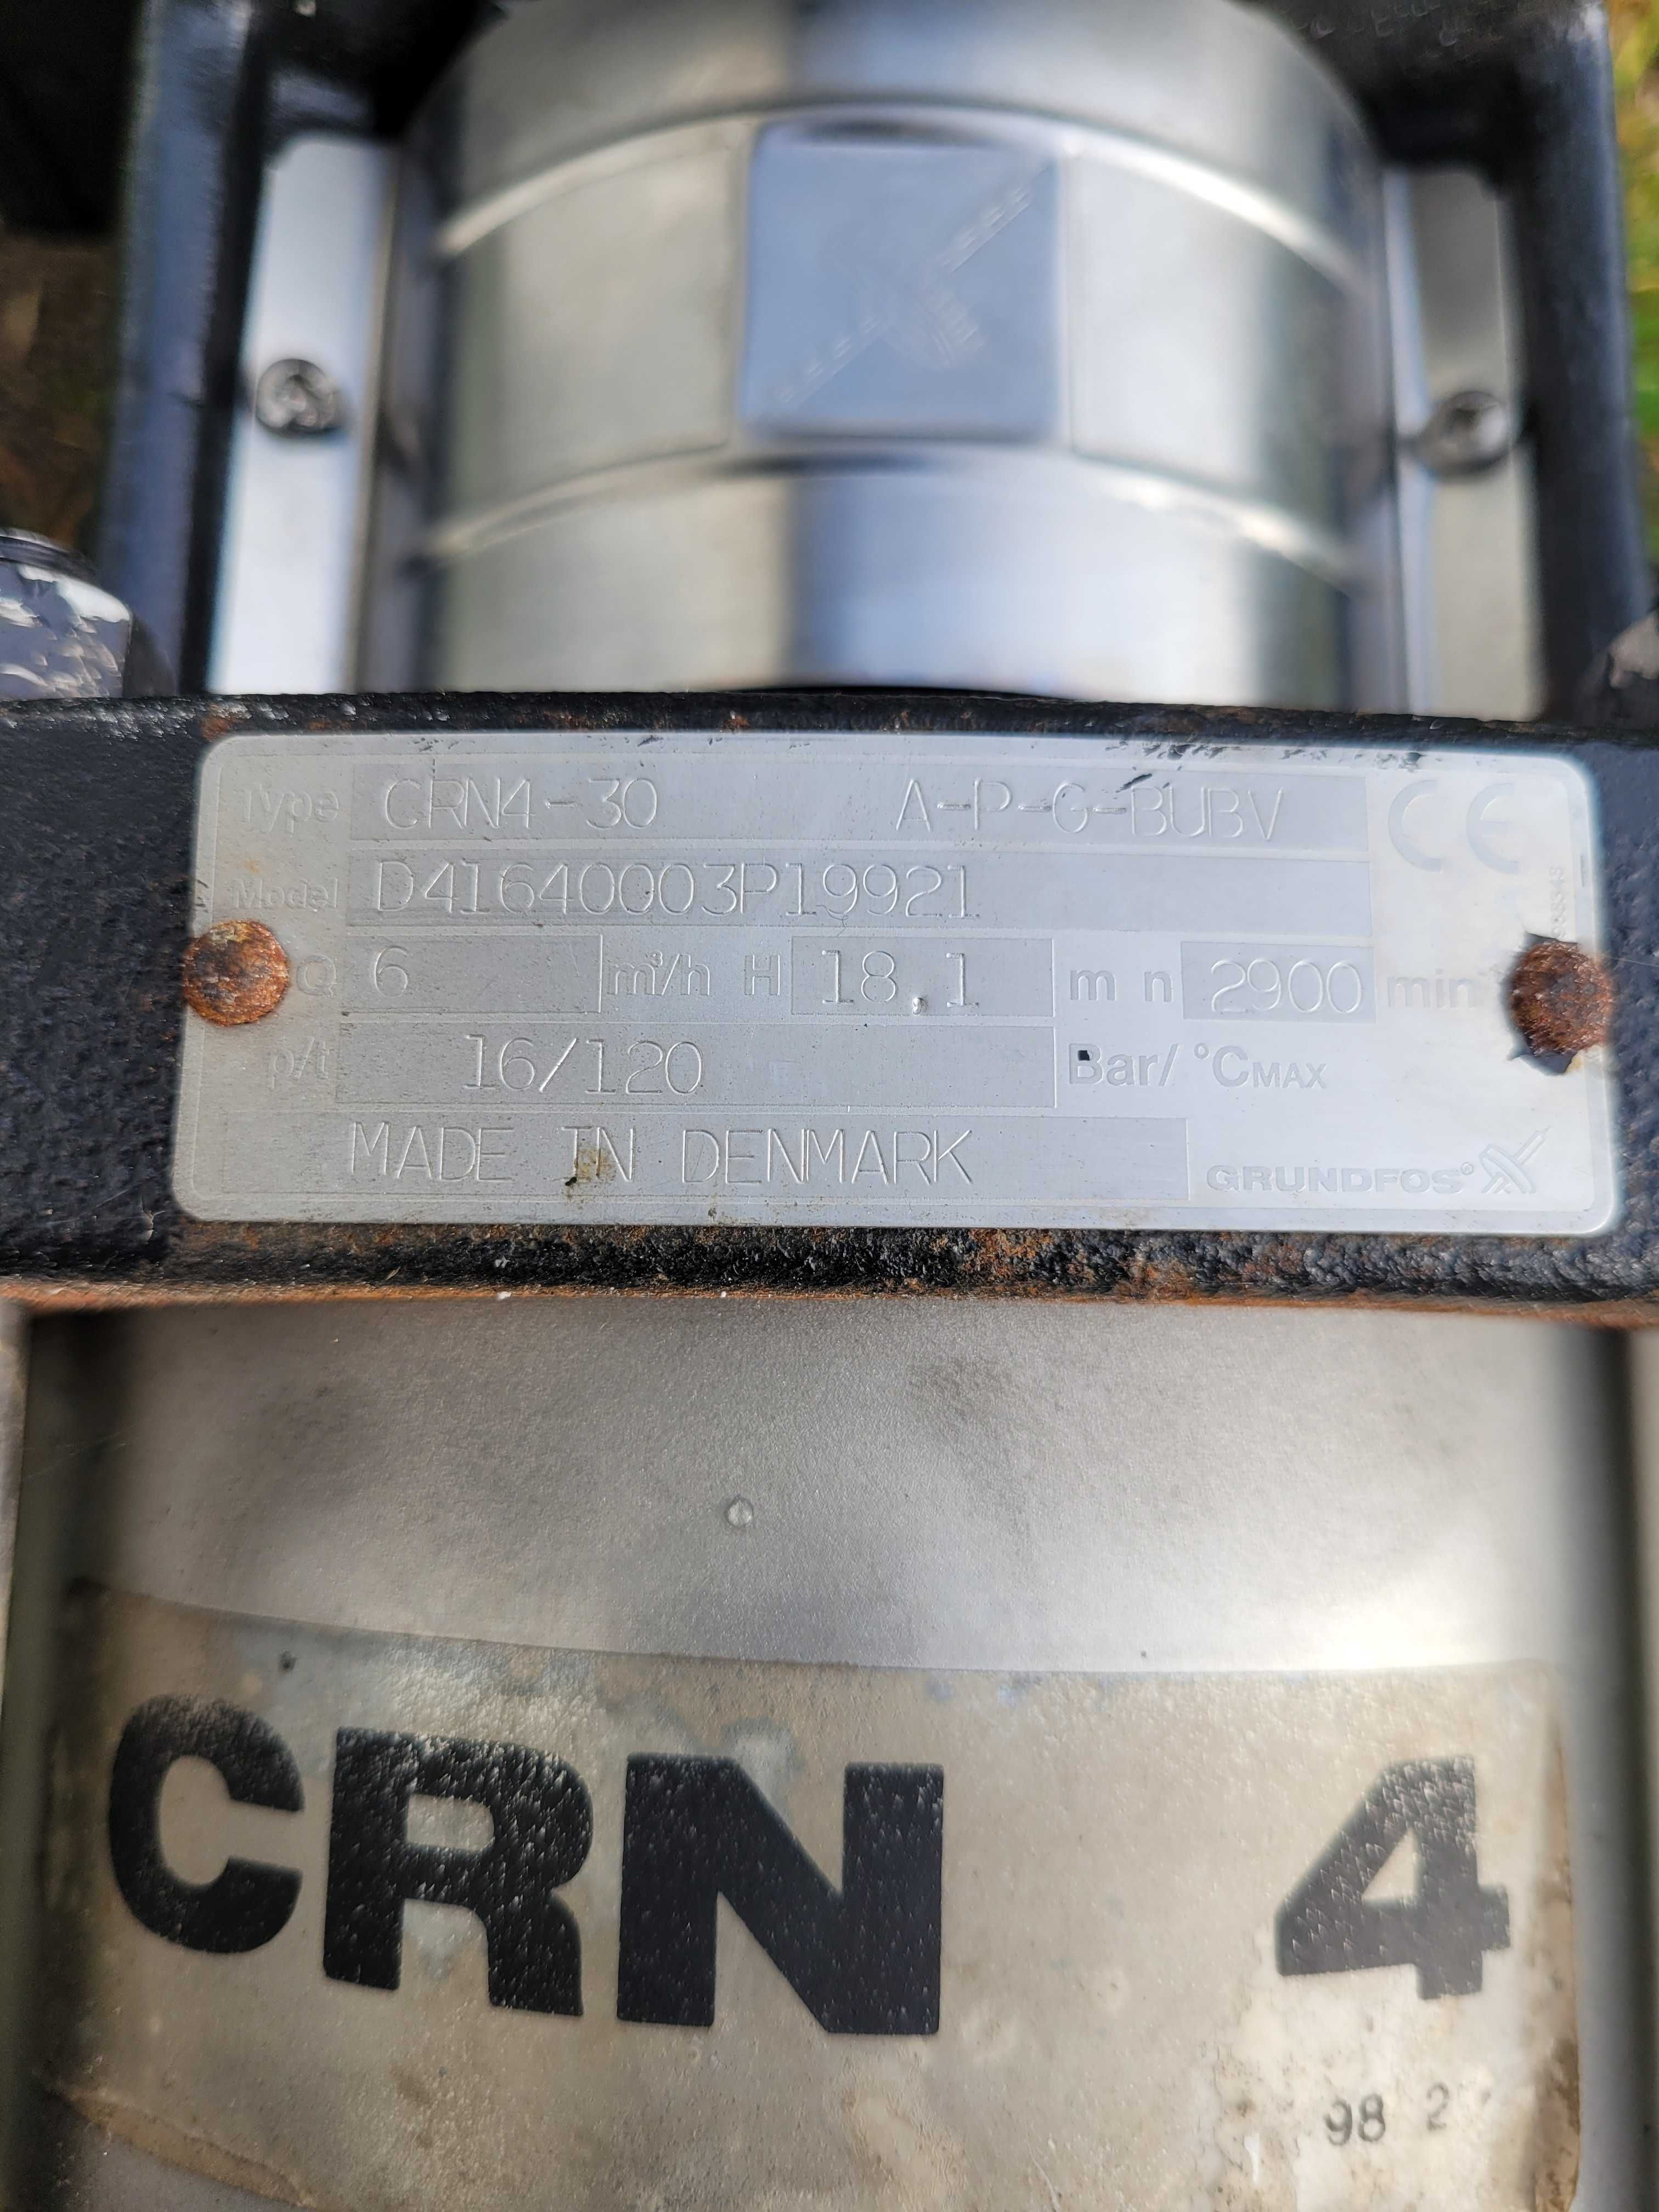 Type CRN4-30 A-P-G-BUBV CE
Model D41640003P19921
Q 6 m³/h H 18,1 m n 2900 min
p/t 16/120 Bar/ °CMAX
MADE IN DENMARK GRUNDFOS
CRN 4
98 2